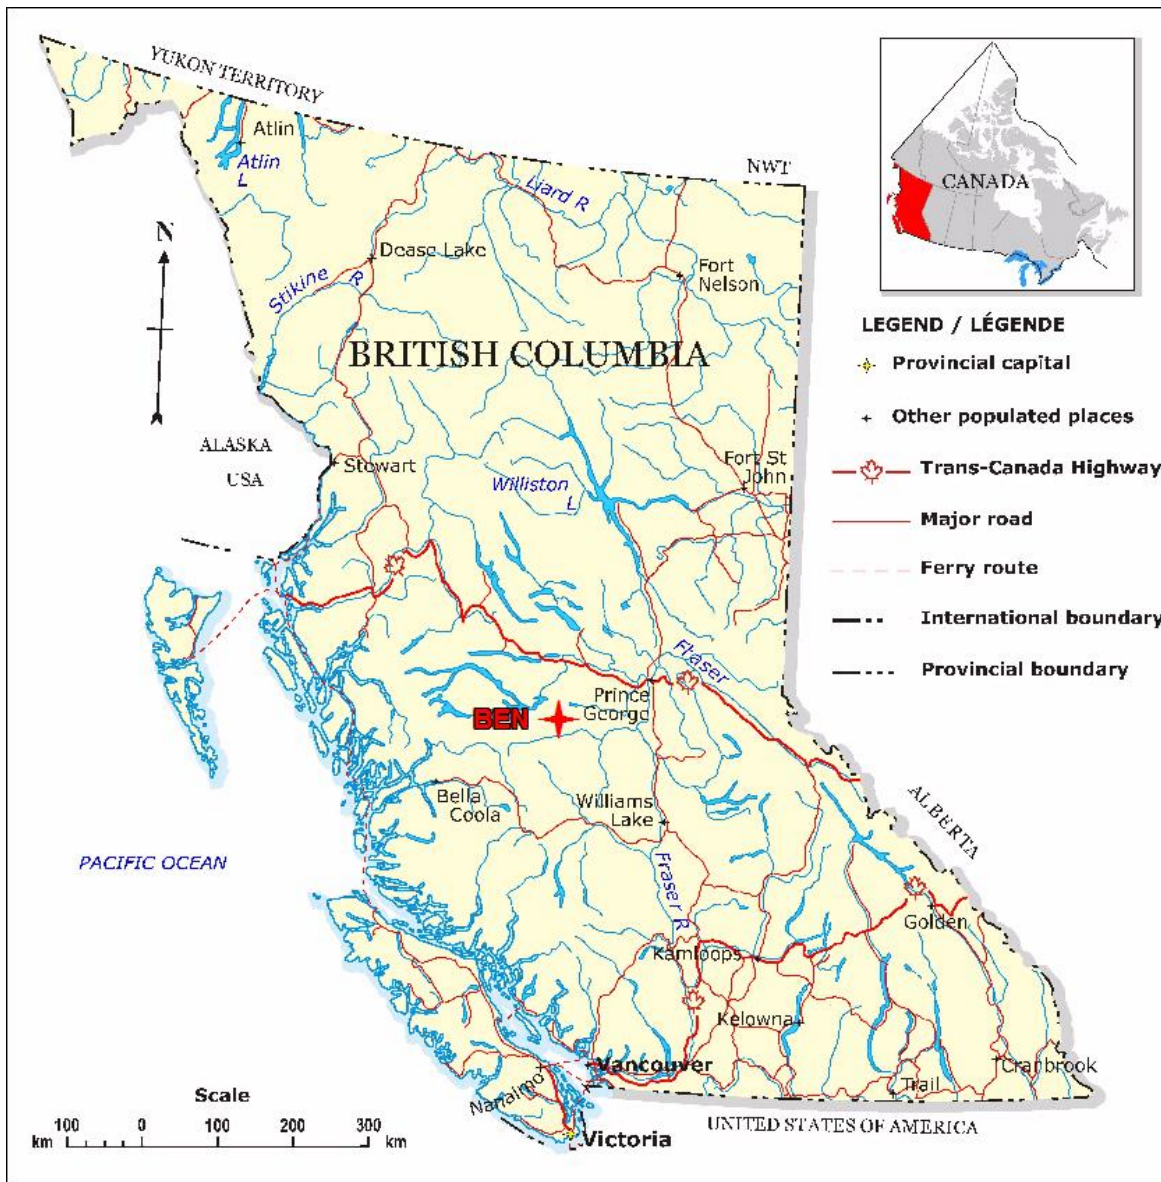 YUKON TERRITORY
Atlin
Atlin
L
Liard R
NWT
CANADA
N
Dease Lake
Stikine
R
Fort
Nelson
BRITISH COLUMBIA
LEGEND / LÉGENDE
Provincial capital
Other populated places
Trans-Canada Highway
Major road
Ferry route
International boundary
Provincial boundary
ALASKA
USA
Stewart
Williston
L
Fort St
John
Fraser
Prince
George
BEN
Bella
Coola
Williams
Lake
ALBERTA
PACIFIC OCEAN
Fraser R
Golden
Kamloops
Kelowna
Vancouver
Nanaimo
Cranbrook
Trail
Victoria
UNITED STATES OF AMERICA
Scale
100 0 100 200 300
km km